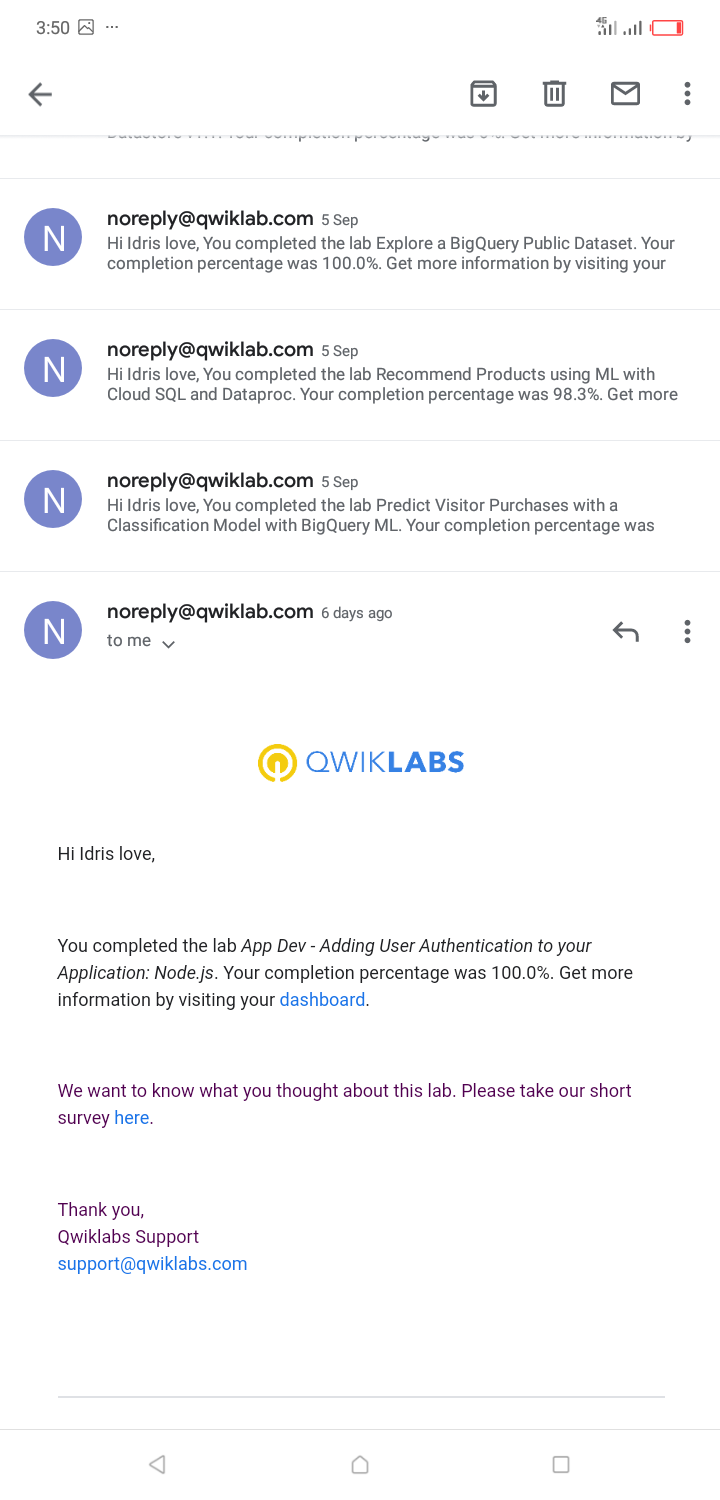 3:50
4G
noreply@qwiklab.com 5 Sep
N
Hi Idris love, You completed the lab Explore a BigQuery Public Dataset. Your
completion percentage was 100.0%. Get more information by visiting your
noreply@qwiklab.com 5 Sep
N
Hi Idris love, You completed the lab Recommend Products using ML with
Cloud SQL and Dataproc. Your completion percentage was 98.3%. Get more
noreply@qwiklab.com 5 Sep
N
Hi Idris love, You completed the lab Predict Visitor Purchases with a
Classification Model with BigQuery ML. Your completion percentage was
noreply@qwiklab.com 6 days ago
N
to me
QWIKLABS
Hi Idris love,
You completed the lab App Dev - Adding User Authentication to your
Application: Node.js. Your completion percentage was 100.0%. Get more
information by visiting your dashboard.
We want to know what you thought about this lab. Please take our short
survey here.
Thank you,
Qwiklabs Support
support@qwiklabs.com